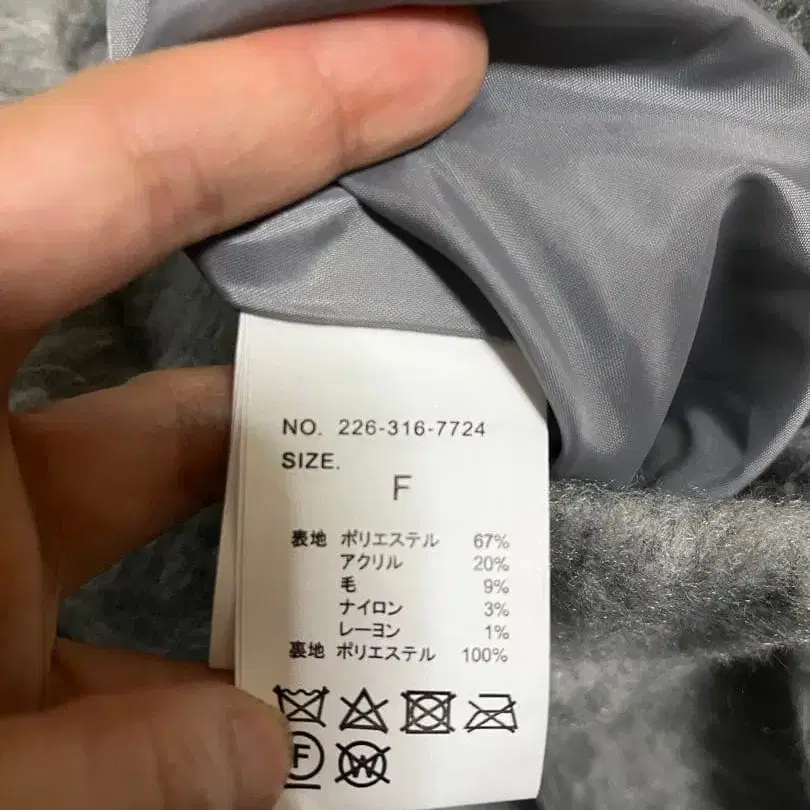 NO. 226-316-7724
SIZE.
F
表地 ポリエステル 67%
アクリル 20%
毛 9%
ナイロン 3%
レーヨン 1%
裏地 ポリエステル 100%
F W